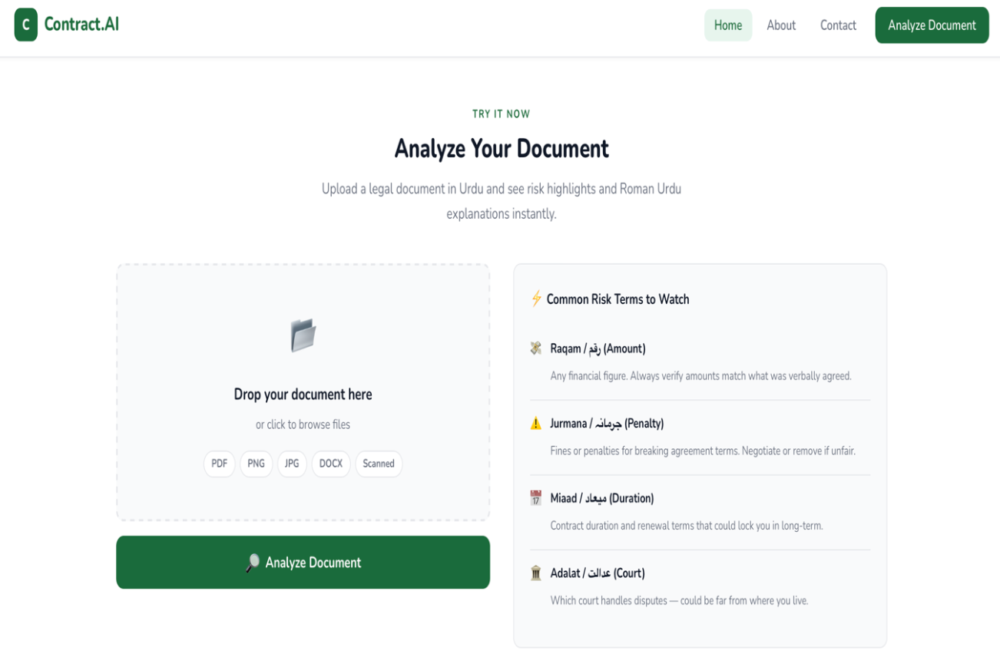 C Contract.AI
Home About Contact Analyze Document
TRY IT NOW
Analyze Your Document
Upload a legal document in Urdu and see risk highlights and Roman Urdu
explanations instantly.
Drop your document here
or click to browse files
PDF PNG JPG DOCX Scanned
Analyze Document
Common Risk Terms to Watch
Raqam / رقم (Amount)
Any financial figure. Always verify amounts match what was verbally agreed.
Jurmana / جرمانہ (Penalty)
Fines or penalties for breaking agreement terms. Negotiate or remove if unfair.
17
Miaad / میعاد (Duration)
Contract duration and renewal terms that could lock you in long-term.
Adalat / عدالت (Court)
Which court handles disputes — could be far from where you live.